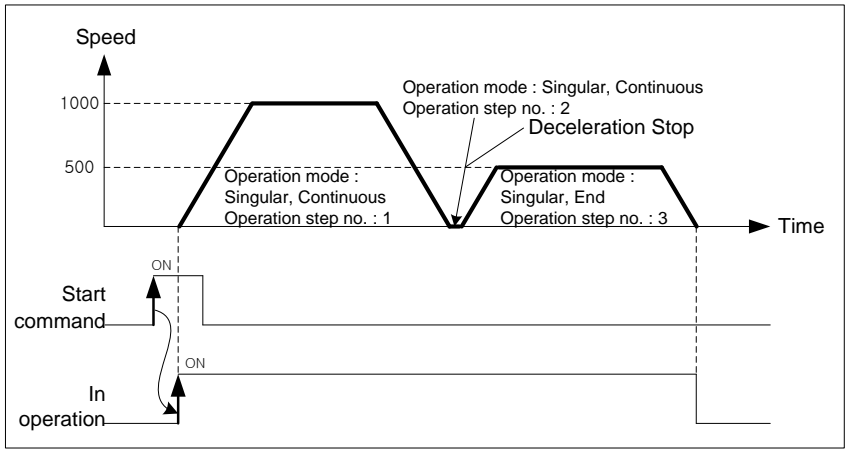 Speed
1000
500
Operation mode : Singular, Continuous
Operation step no. : 2
Deceleration Stop
Operation mode :
Singular, Continuous
Operation step no. : 1
Operation mode :
Singular, End
Operation step no. : 3
Time
ON
Start
command
ON
In
operation